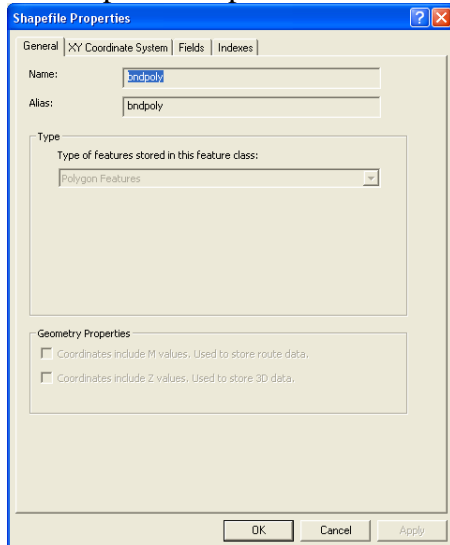 Shapefile Properties
General XY Coordinate System Fields Indexes
Name: bndpoly
Alias: bndpoly
Type
Type of features stored in this feature class:
Polygon Features
Geometry Properties
Coordinates include M values. Used to store route data.
Coordinates include Z values. Used to store 3D data.
OK Cancel Apply